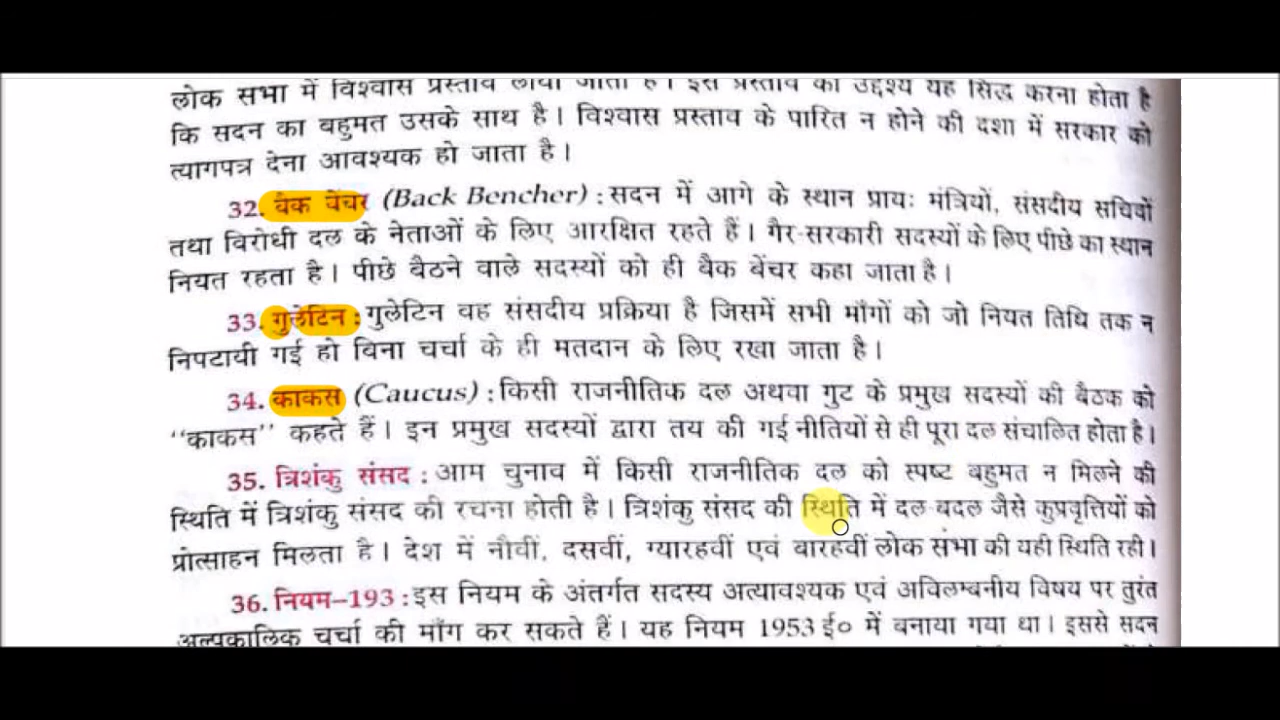 लोक सभा में विश्वास प्रस्ताव लाया जाता है। इस प्रस्ताव का उद्देश्य यह सिद्ध करना होता है
कि सदन का बहुमत उसके साथ है। विश्वास प्रस्ताव के पारित न होने की दशा में सरकार को
त्यागपत्र देना आवश्यक हो जाता है।
32. बैक बेंचर (Back Bencher) : सदन में आगे के स्थान प्रायः मंत्रियों, संसदीय सचिवों
तथा विरोधी दल के नेताओं के लिए आरक्षित रहते हैं। गैर-सरकारी सदस्यों के लिए पीछे का स्थान
नियत रहता है। पीछे बैठने वाले सदस्यों को ही बैक बेंचर कहा जाता है।
33. गुलेटिन : गुलेटिन वह संसदीय प्रक्रिया है जिसमें सभी माँगों को जो नियत तिथि तक न
निपटायी गई हो बिना चर्चा के ही मतदान के लिए रखा जाता है।
34. काकस (Caucus) : किसी राजनीतिक दल अथवा गुट के प्रमुख सदस्यों की बैठक को
"काकस" कहते हैं। इन प्रमुख सदस्यों द्वारा तय की गई नीतियों से ही पूरा दल संचालित होता है।
35. त्रिशंकु संसद : आम चुनाव में किसी राजनीतिक दल को स्पष्ट बहुमत न मिलने की
स्थिति में त्रिशंकु संसद की रचना होती है। त्रिशंकु संसद की स्थिति में दल-बदल जैसे कुप्रवृत्तियों को
प्रोत्साहन मिलता है। देश में नौवीं, दसवीं, ग्यारहवीं एवं बारहवीं लोक सभा की यही स्थिति रही।
36. नियम-193 : इस नियम के अंतर्गत सदस्य अत्यावश्यक एवं अविलम्बनीय विषय पर तुरंत
अल्पकालिक चर्चा की माँग कर सकते हैं। यह नियम 1953 ई० में बनाया गया था। इससे सदन